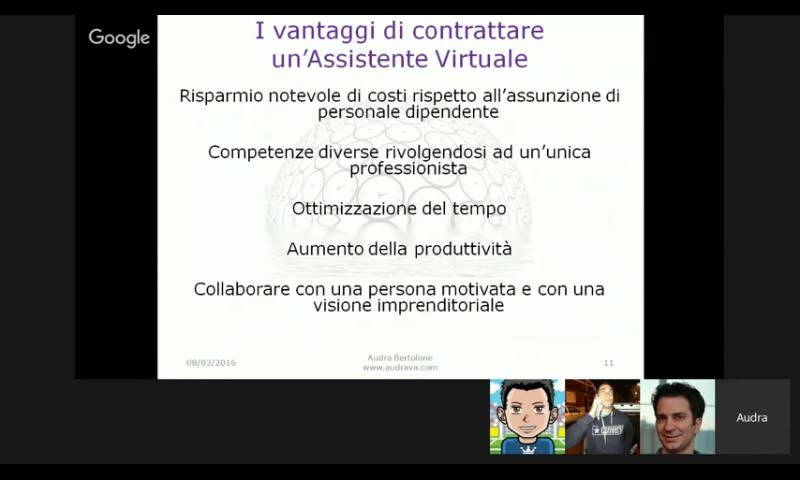 Google
I vantaggi di contrattare
un'Assistente Virtuale
Risparmio notevole di costi rispetto all'assunzione di
personale dipendente
Competenze diverse rivolgendosi ad un'unica
professionista
Ottimizzazione del tempo
Aumento della produttività
Collaborare con una persona motivata e con una
visione imprenditoriale
08/03/2016
Audra Bertolone
www.audrava.com
11
Audra